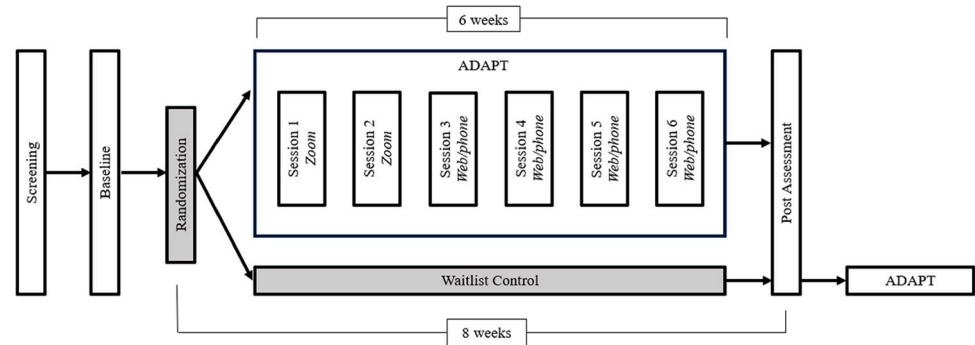 6 weeks
Screening
Baseline
Randomization
ADAPT
Session 1
Zoom
Session 2
Zoom
Session 3
Web/phone
Session 4
Web/phone
Session 5
Web/phone
Session 6
Web/phone
Waitlist Control
Post Assessment
ADAPT
8 weeks